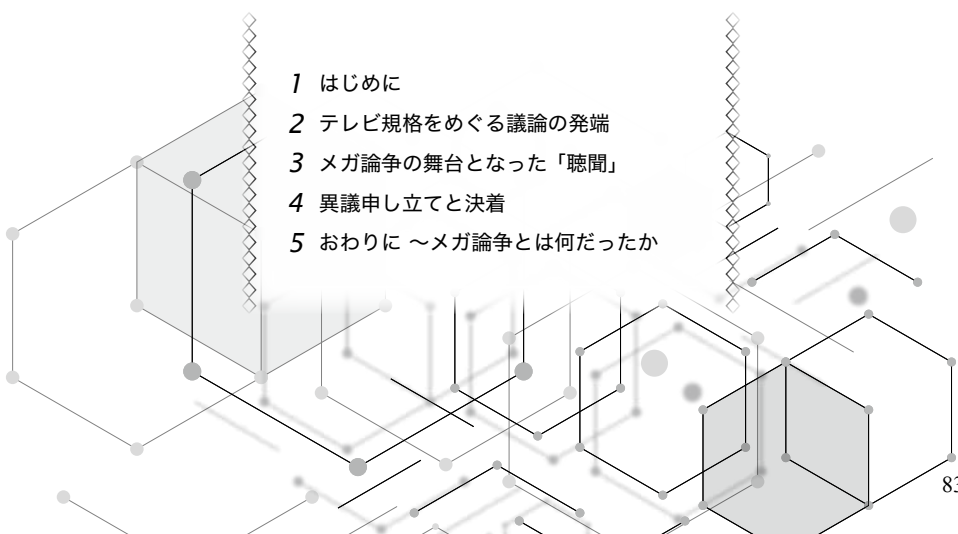 1 はじめに
2 テレビ規格をめぐる議論の発端
3 メガ論争の舞台となった「聴聞」
4 異議申し立てと決着
5 おわりに ～メガ論争とは何だったか